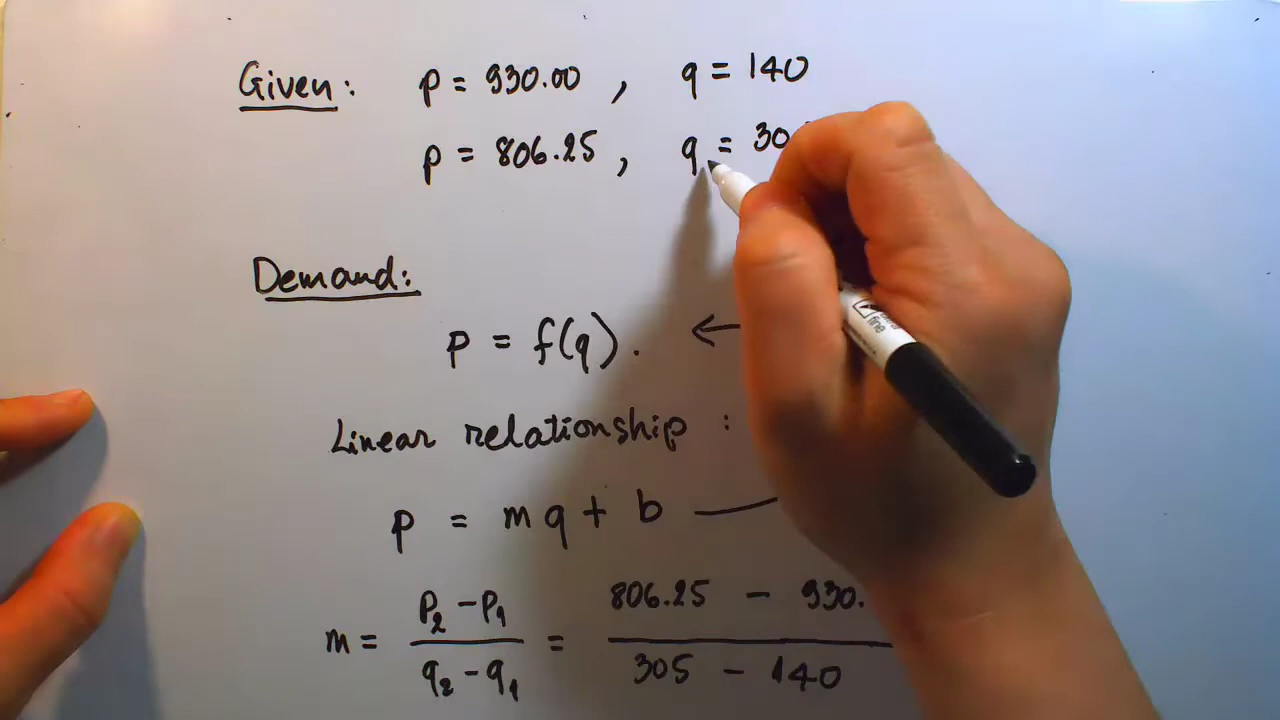 Given: p = 930.00 , q = 140
p = 806.25 , q = 30
Demand:
p = f(q). ←
Linear relationship :
p = mq + b —
m = p₂ - p₁ / q₂ - q₁ = 806.25 - 930. / 305 - 140
fine